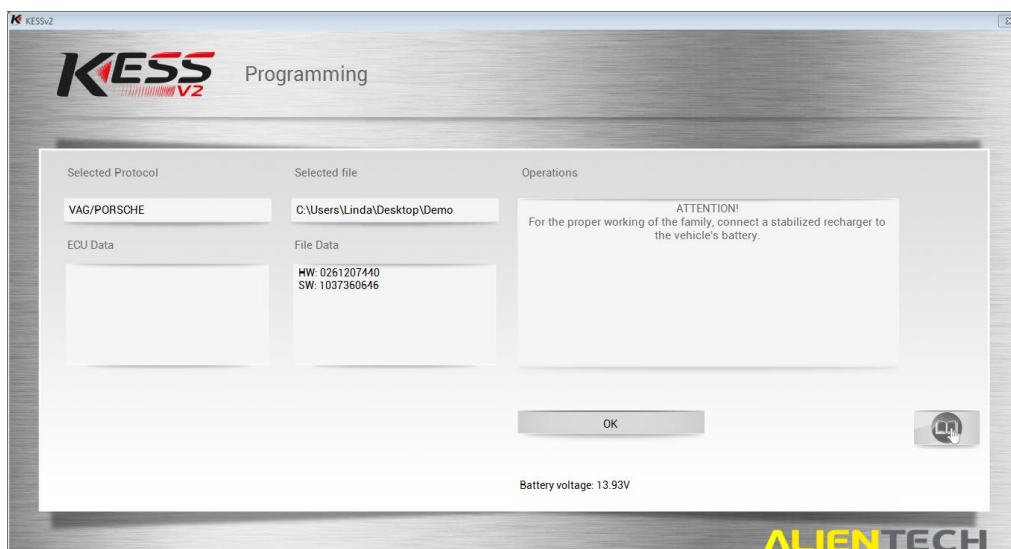 KESSv2
KESS
V2
Programming
Selected Protocol
Selected file
Operations
VAG/PORSCHE
C:\Users\Linda\Desktop\Demo
ATTENTION!
For the proper working of the family, connect a stabilized recharger to
the vehicle's battery.
ECU Data
File Data
HW: 0261207440
SW: 1037360646
OK
Battery voltage: 13.93V
ALIENTECH